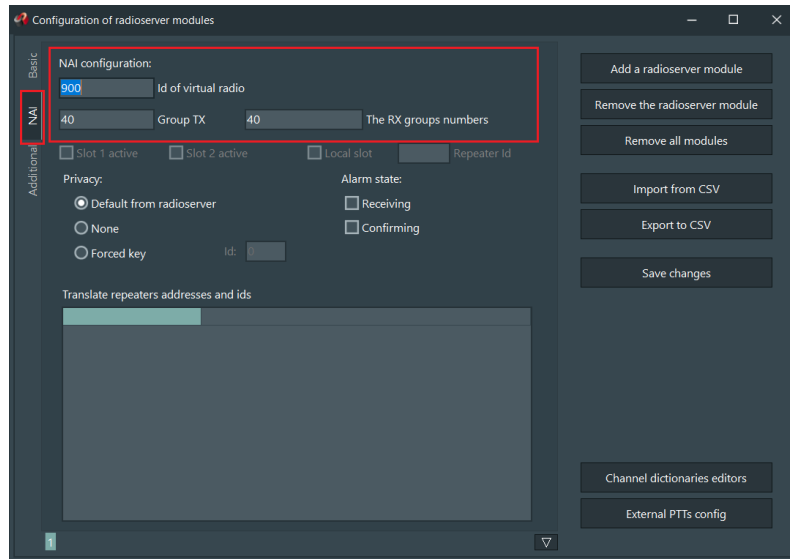 Configuration of radioserver modules
Basic
NAI
Additional
NAI configuration:
900 Id of virtual radio
40 Group TX 40 The RX groups numbers
Slot 1 active Slot 2 active Local slot Repeater Id
Privacy: Alarm state:
Default from radioserver Receiving
None Confirming
Forced key Id: 0
Translate repeaters addresses and ids
1
Add a radioserver module
Remove the radioserver module
Remove all modules
Import from CSV
Export to CSV
Save changes
Channel dictionaries editors
External PTTs config